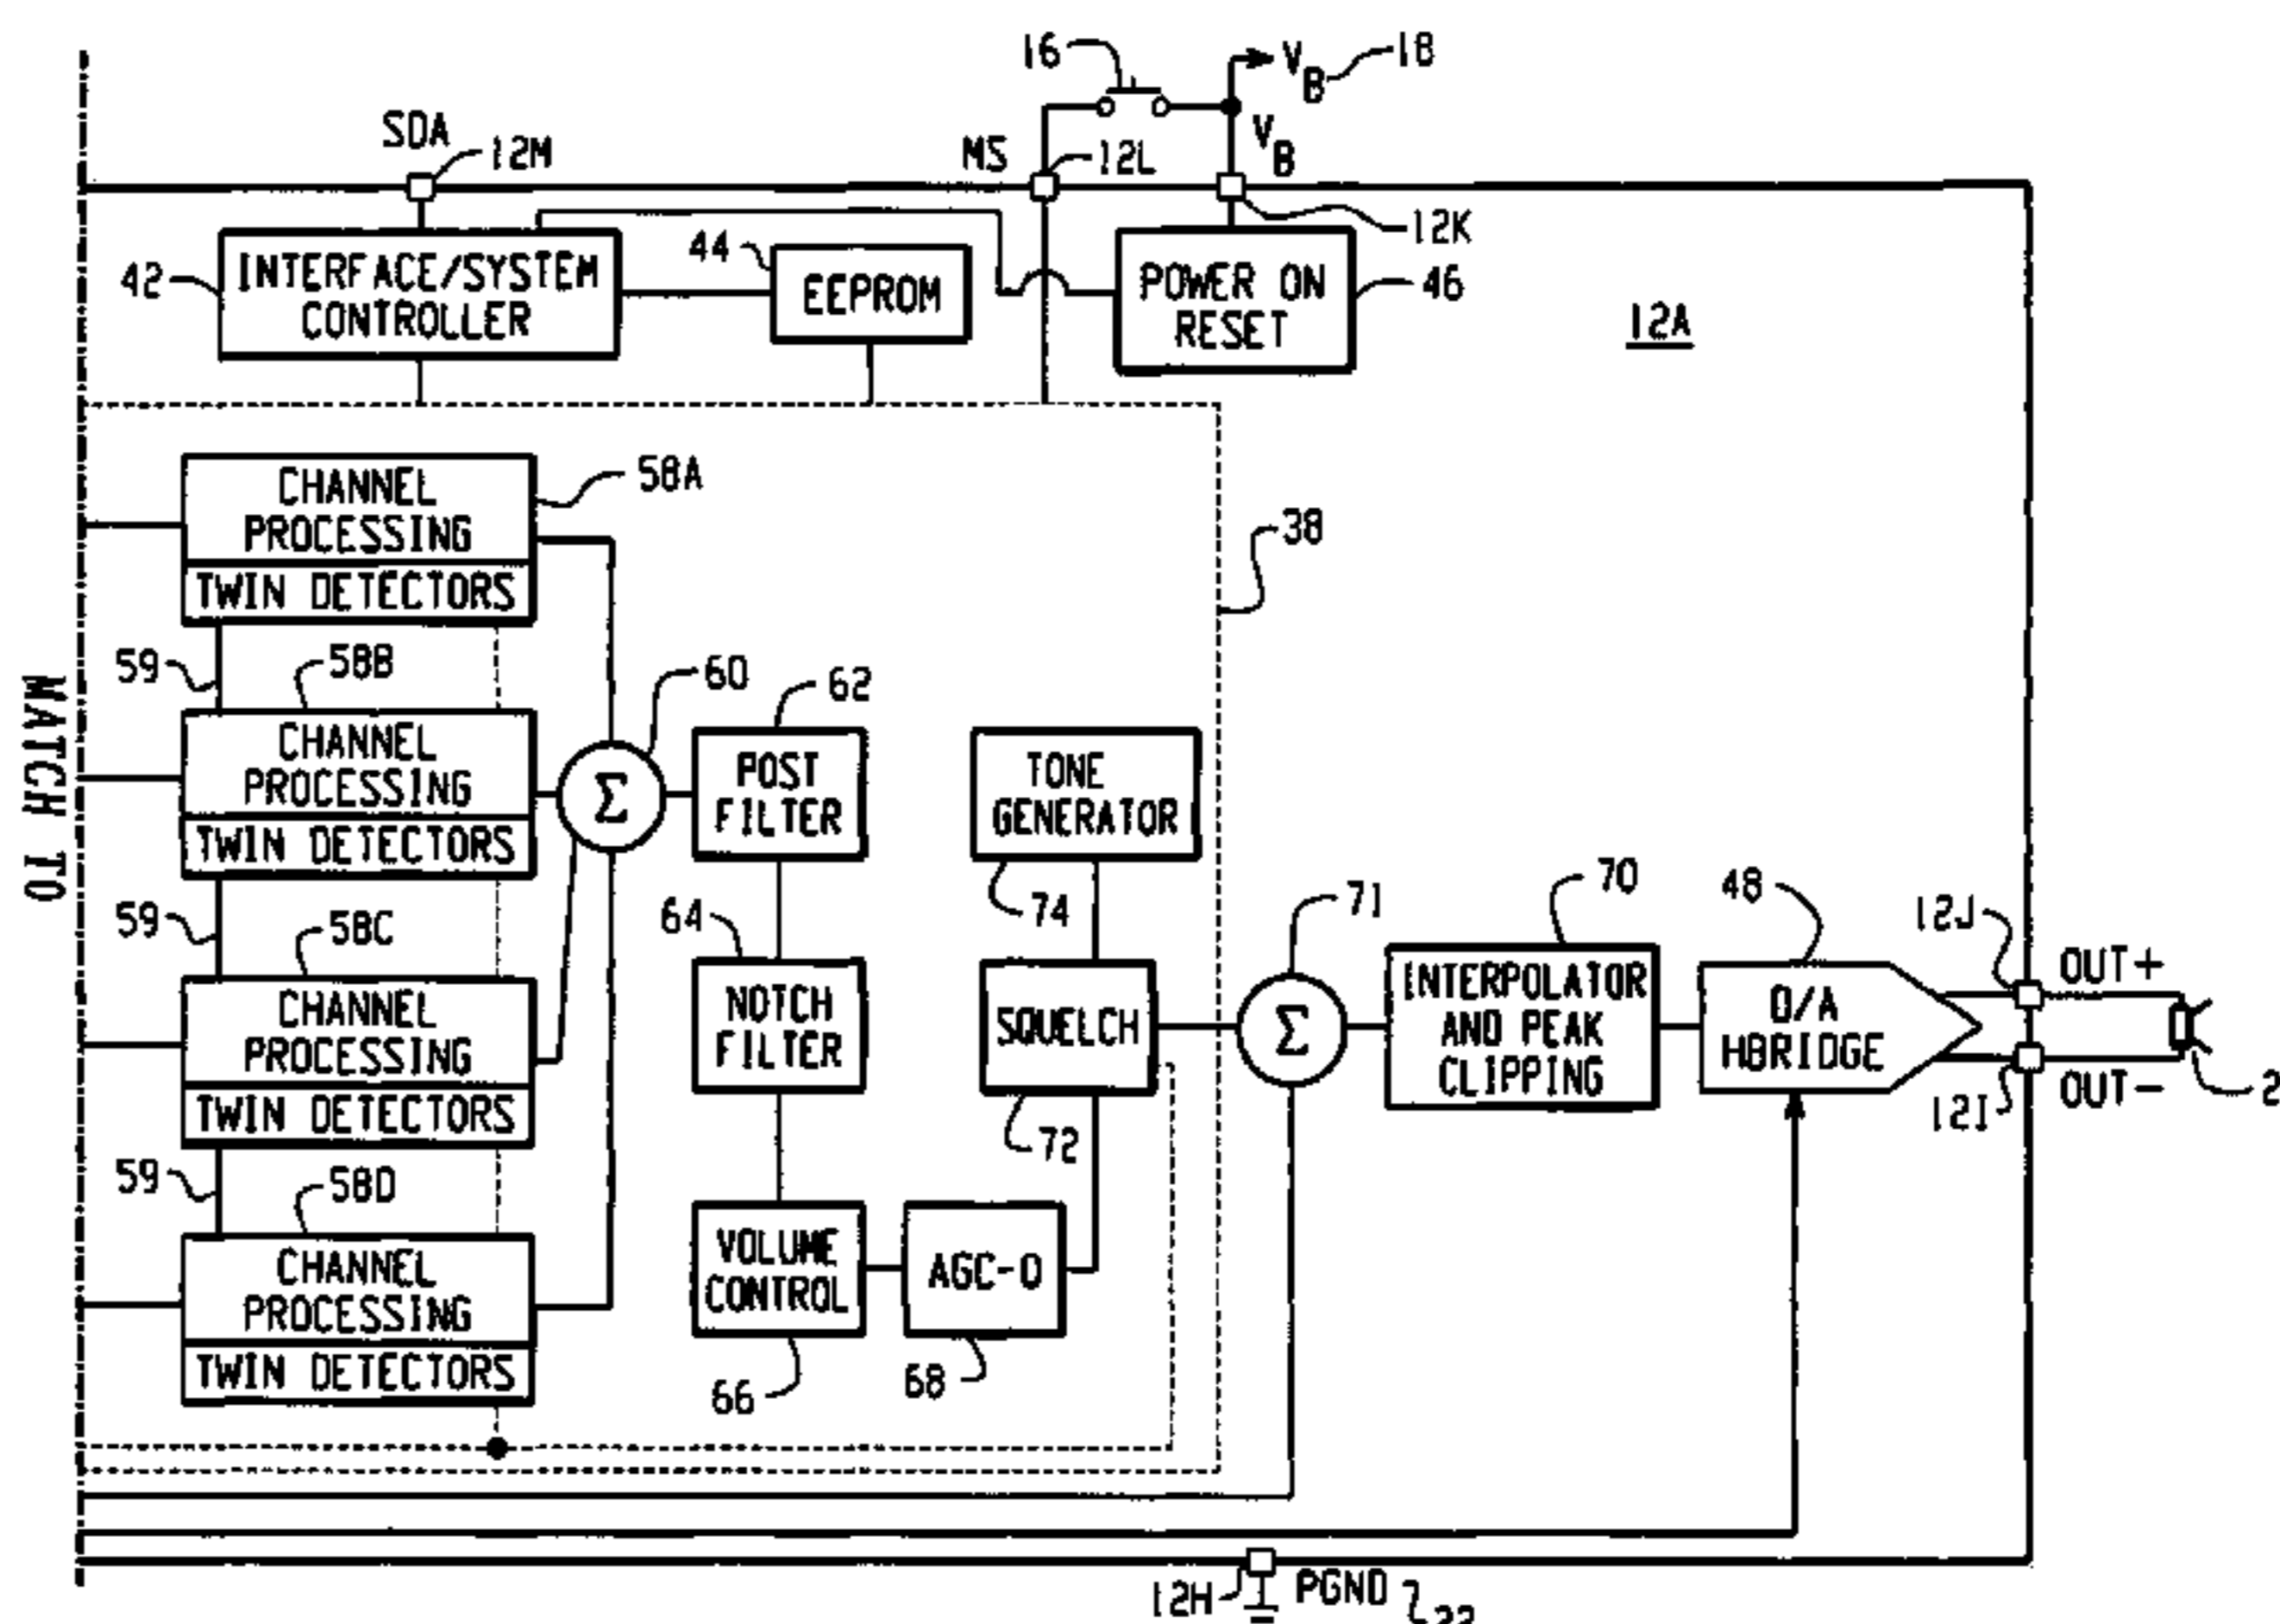 16
V
B
18
SDA
12M
MS
12L
V
B
12K
42
INTERFACE/SYSTEM
CONTROLLER
44
EEPROM
POWER ON
RESET
46
12A
CHANNEL
PROCESSING
TWIN DETECTORS
58A
38
59
58B
CHANNEL
PROCESSING
TWIN DETECTORS
60
Σ
62
POST
FILTER
TONE
GENERATOR
74
MATCH TO
59
58C
CHANNEL
PROCESSING
TWIN DETECTORS
64
NOTCH
FILTER
SQUELCH
72
71
Σ
70
INTERPOLATOR
AND PEAK
CLIPPING
48
D/A
HBRIDGE
12J
OUT+
12I
OUT-
2
59
58D
CHANNEL
PROCESSING
TWIN DETECTORS
VOLUME
CONTROL
66
AGC-O
68
12H
PGND